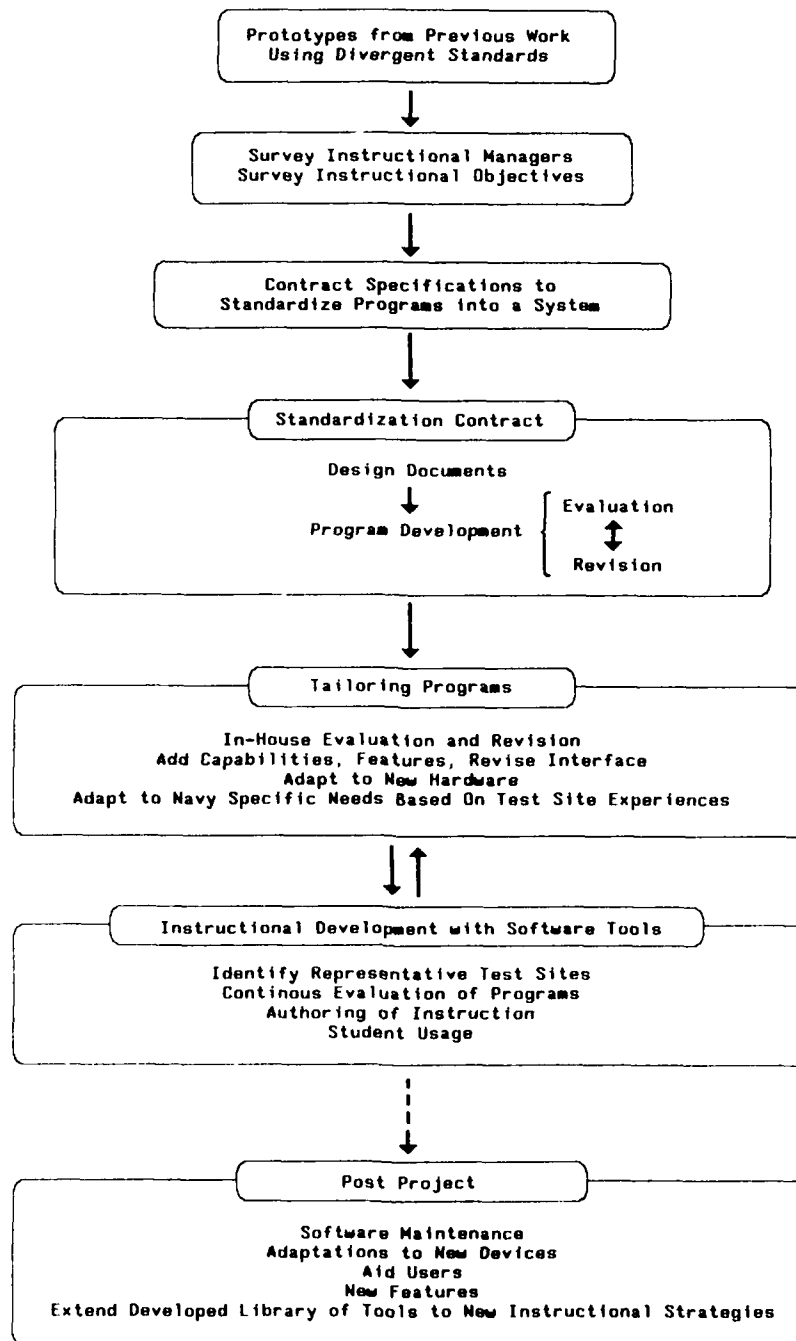 Prototypes from Previous Work
Using Divergent Standards
Survey Instructional Managers
Survey Instructional Objectives
Contract Specifications to
Standardize Programs into a System
Standardization Contract
Design Documents
Program Development
Evaluation
Revision
Tailoring Programs
In-House Evaluation and Revision
Add Capabilities, Features, Revise Interface
Adapt to New Hardware
Adapt to Navy Specific Needs Based On Test Site Experiences
Instructional Development with Software Tools
Identify Representative Test Sites
Continous Evaluation of Programs
Authoring of Instruction
Student Usage
Post Project
Software Maintenance
Adaptations to New Devices
Aid Users
New Features
Extend Developed Library of Tools to New Instructional Strategies